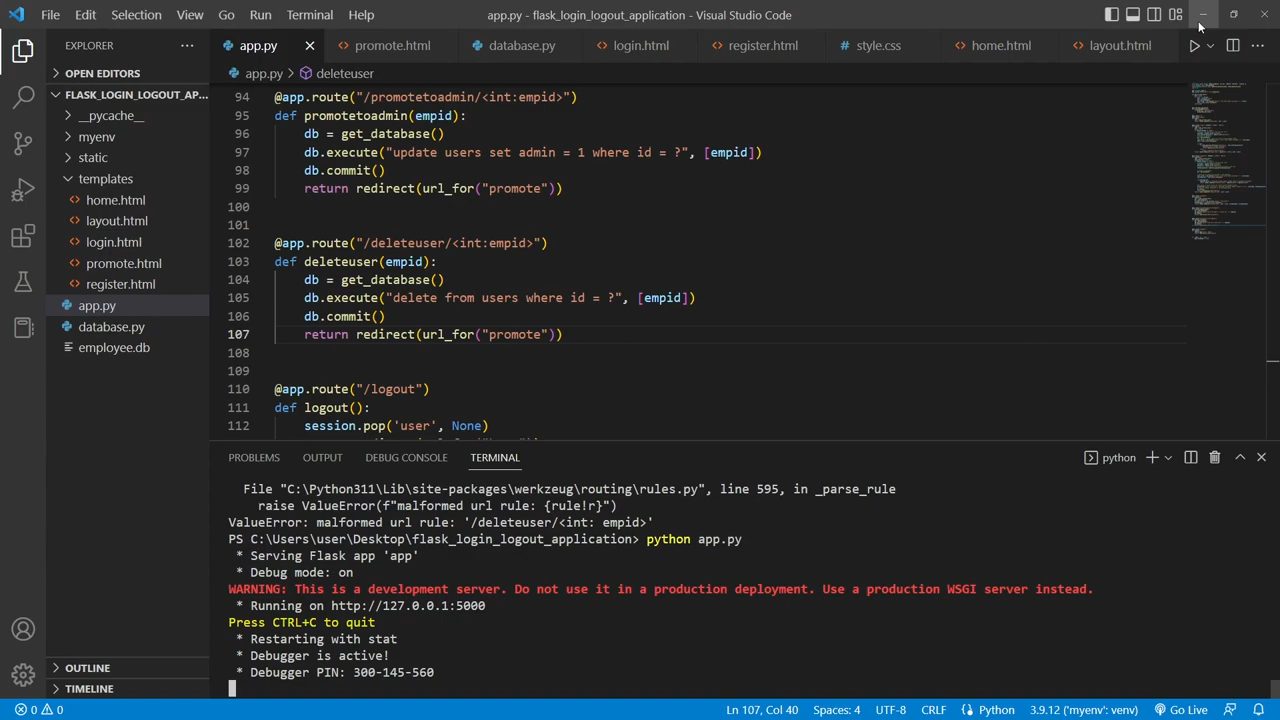 File Edit Selection View Go Run Terminal Help
app.py - flask_login_logout_application - Visual Studio Code
EXPLORER
OPEN EDITORS
FLASK_LOGIN_LOGOUT_AP...
__pycache__
myenv
static
templates
home.html
layout.html
login.html
promote.html
register.html
app.py
database.py
employee.db
OUTLINE
TIMELINE
app.py promote.html database.py login.html register.html style.css home.html layout.html
app.py > deleteuser
94 @app.route("/promotetoadmin/<int:empid>")
95 def promotetoadmin(empid):
96 db = get_database()
97 db.execute("update users set admin = 1 where id = ?", [empid])
98 db.commit()
99 return redirect(url_for("promote"))
100
101
102 @app.route("/deleteuser/<int:empid>")
103 def deleteuser(empid):
104 db = get_database()
105 db.execute("delete from users where id = ?", [empid])
106 db.commit()
107 return redirect(url_for("promote"))
108
109
110 @app.route("/logout")
111 def logout():
112 session.pop('user', None)
PROBLEMS OUTPUT DEBUG CONSOLE TERMINAL
python
File "C:\Python311\Lib\site-packages\werkzeug\routing\rules.py", line 595, in _parse_rule
raise ValueError(f"malformed url rule: {rule!r}")
ValueError: malformed url rule: '/deleteuser/<int: empid>'
PS C:\Users\user\Desktop\flask_login_logout_application> python app.py
* Serving Flask app 'app'
* Debug mode: on
WARNING: This is a development server. Do not use it in a production deployment. Use a production WSGI server instead.
* Running on http://127.0.0.1:5000
Press CTRL+C to quit
* Restarting with stat
* Debugger is active!
* Debugger PIN: 300-145-560
0 0 Ln 107, Col 40 Spaces: 4 UTF-8 CRLF Python 3.9.12 ('myenv': venv) Go Live